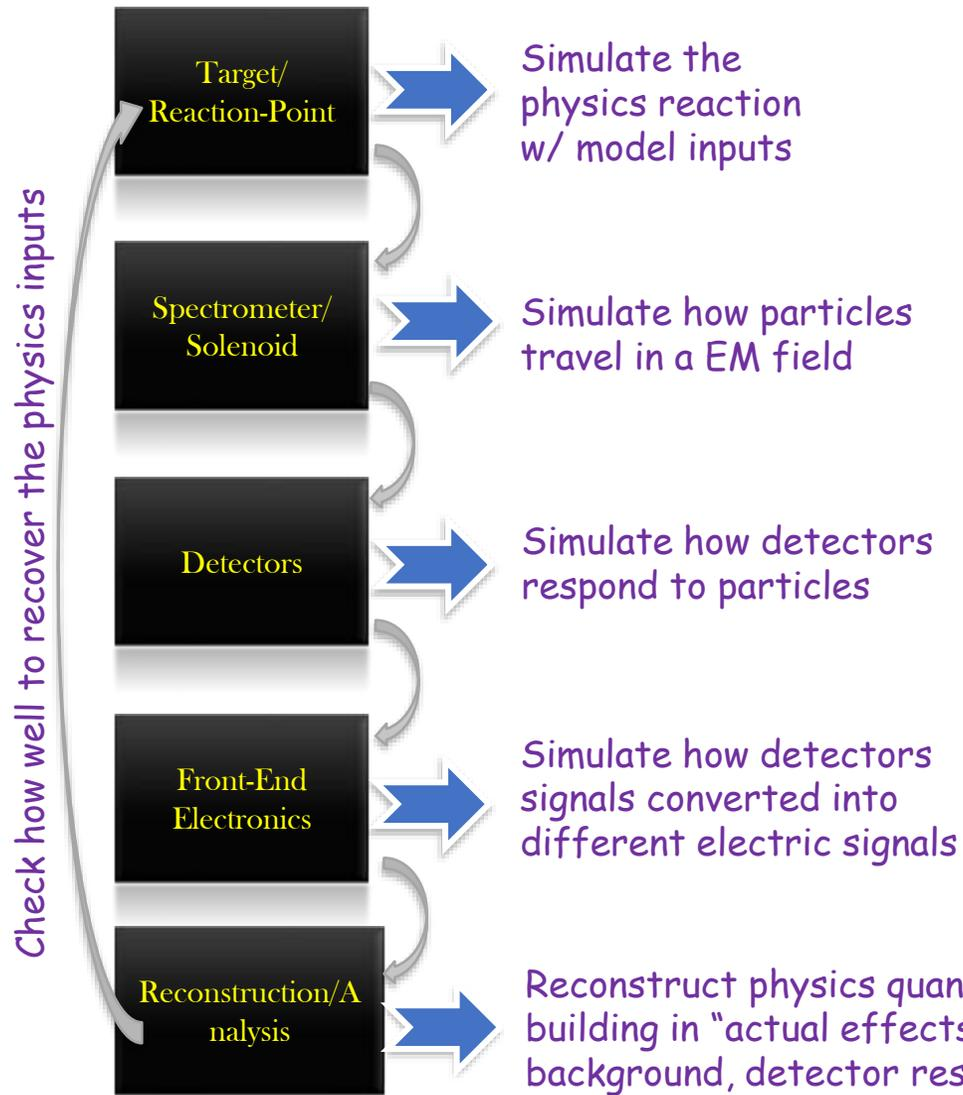 Target/
Reaction-Point
Simulate the
physics reaction
w/ model inputs
Check how well to recover the physics inputs
Spectrometer/
Solenoid
Simulate how particles
travel in a EM field
Detectors
Simulate how detectors
respond to particles
Front-End
Electronics
Simulate how detectors
signals converted into
different electric signals
Reconstruction/A
nalysis
Reconstruct physics quan
building in “actual effects
background, detector res